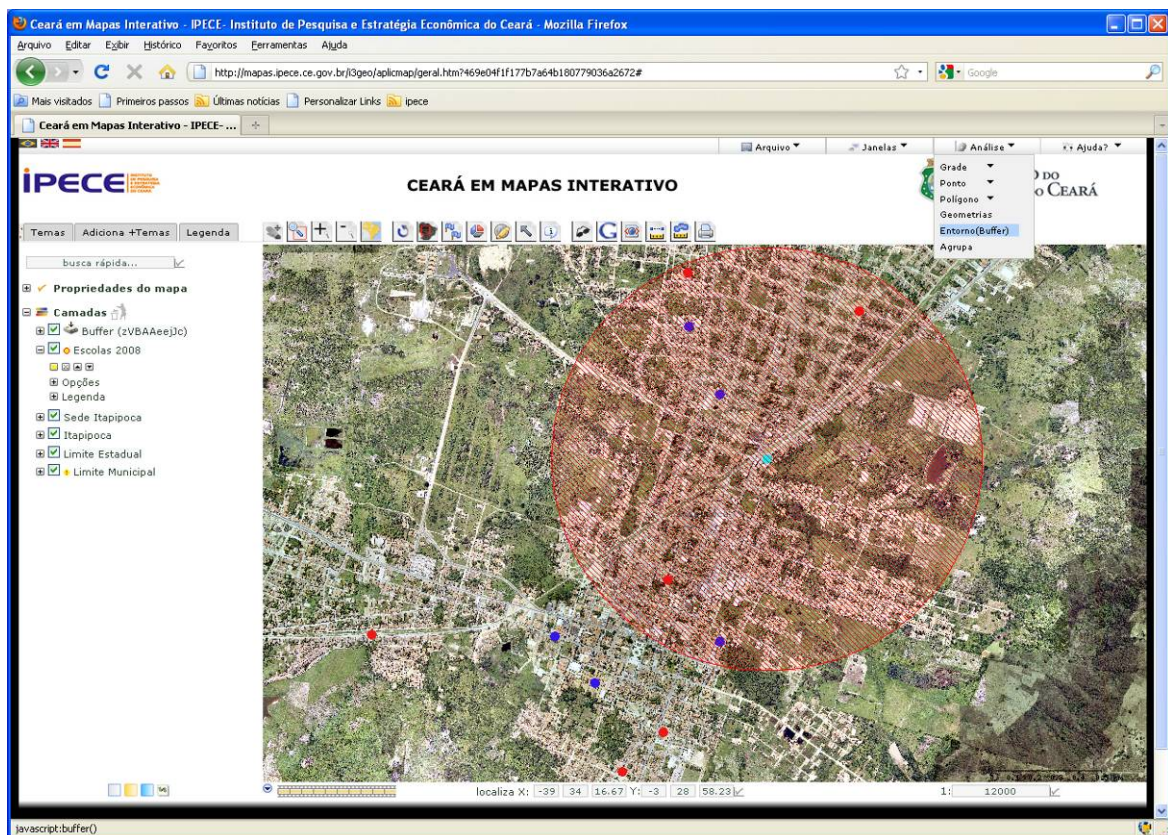 Ceará em Mapas Interativo - IPECE- Instituto de Pesquisa e Estratégia Econômica do Ceará - Mozilla Firefox
Arquivo Editar Exibir Histórico Favoritos Ferramentas Ajuda
http://mapas.ipece.ce.gov.br/i3geo/aplicmap/geral.htm?469e04f1f177b7a64b180779036a2672#
Google
Mais visitados Primeiros passos Últimas notícias Personalizar Links ipece
Ceará em Mapas Interativo - IPECE- ...
Arquivo Janelas Análise Ajuda?
IPECE
CEARÁ EM MAPAS INTERATIVO
DO
CEARÁ
Grade
Ponto
Polígono
Geometrias
Entorno(Buffer)
Agrupa
Temas Adiciona +Temas Legenda
busca rápida...
Propriedades do mapa
Camadas
Buffer (zVBAAeejJc)
Escolas 2008
Opções
Legenda
Sede Itapipoca
Itapipoca
Limite Estadual
Limite Municipal
localiza X: -39 34 16.67 Y: -3 28 58.23
1: 12000
javascript:buffer()